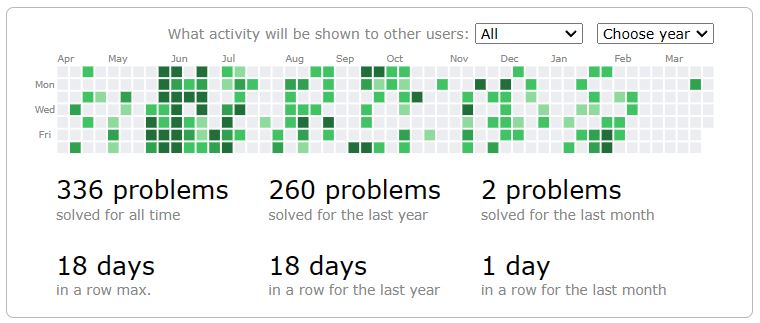 What activity will be shown to other users: All Choose year
Apr May Jun Jul Aug Sep Oct Nov Dec Jan Feb Mar
Mon
Wed
Fri
336 problems 260 problems 2 problems
solved for all time solved for the last year solved for the last month
18 days 18 days 1 day
in a row max. in a row for the last year in a row for the last month